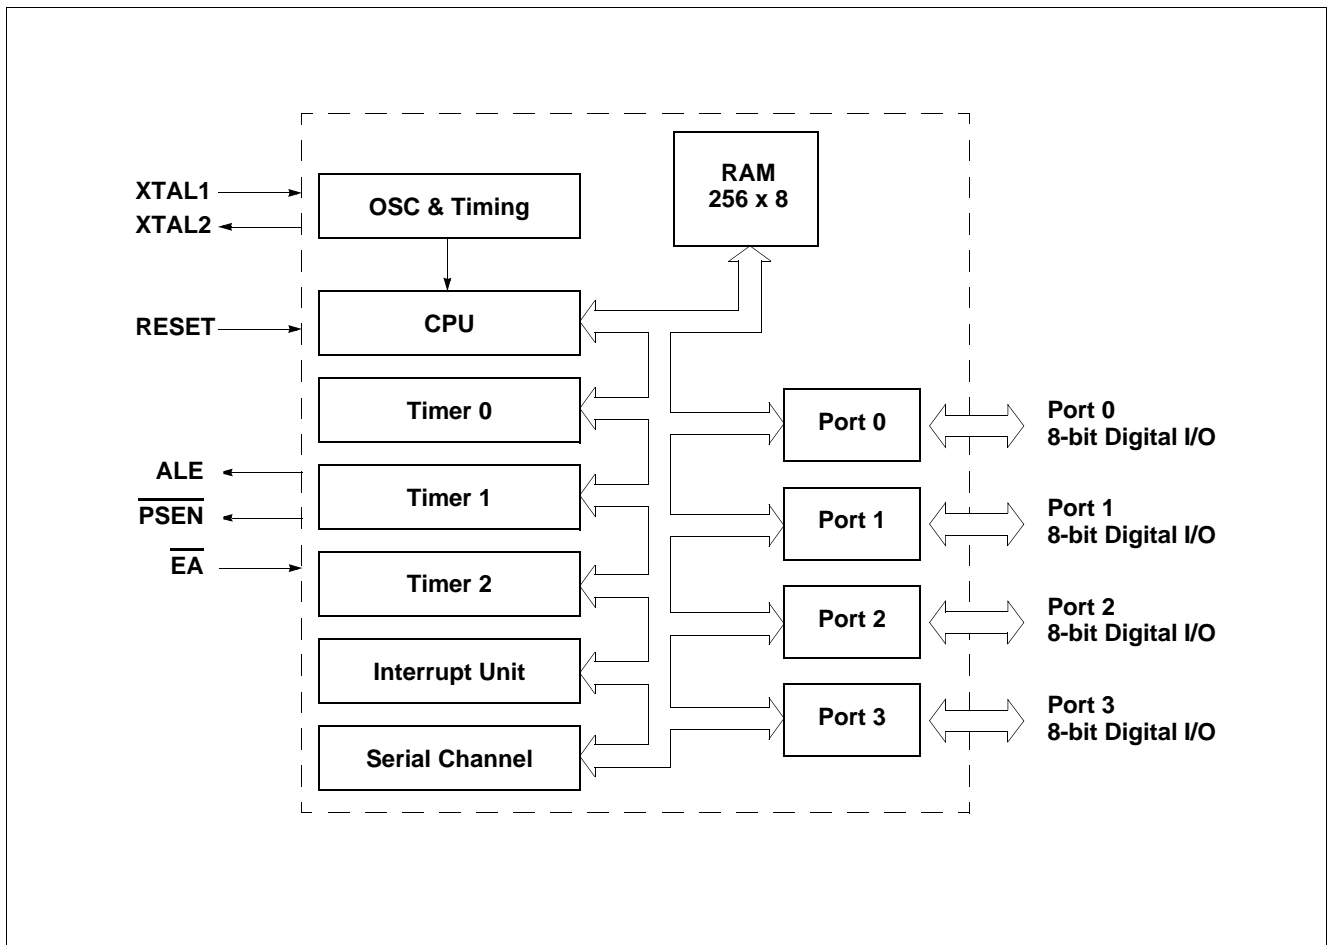 RAM
256 x 8
XTAL1
OSC & Timing
XTAL2
RESET
CPU
Timer 0
Port 0
Port 0
8-bit Digital I/O
ALE
Timer 1
PSEN
Port 1
Port 1
8-bit Digital I/O
EA
Timer 2
Port 2
Port 2
8-bit Digital I/O
Interrupt Unit
Port 3
Port 3
8-bit Digital I/O
Serial Channel